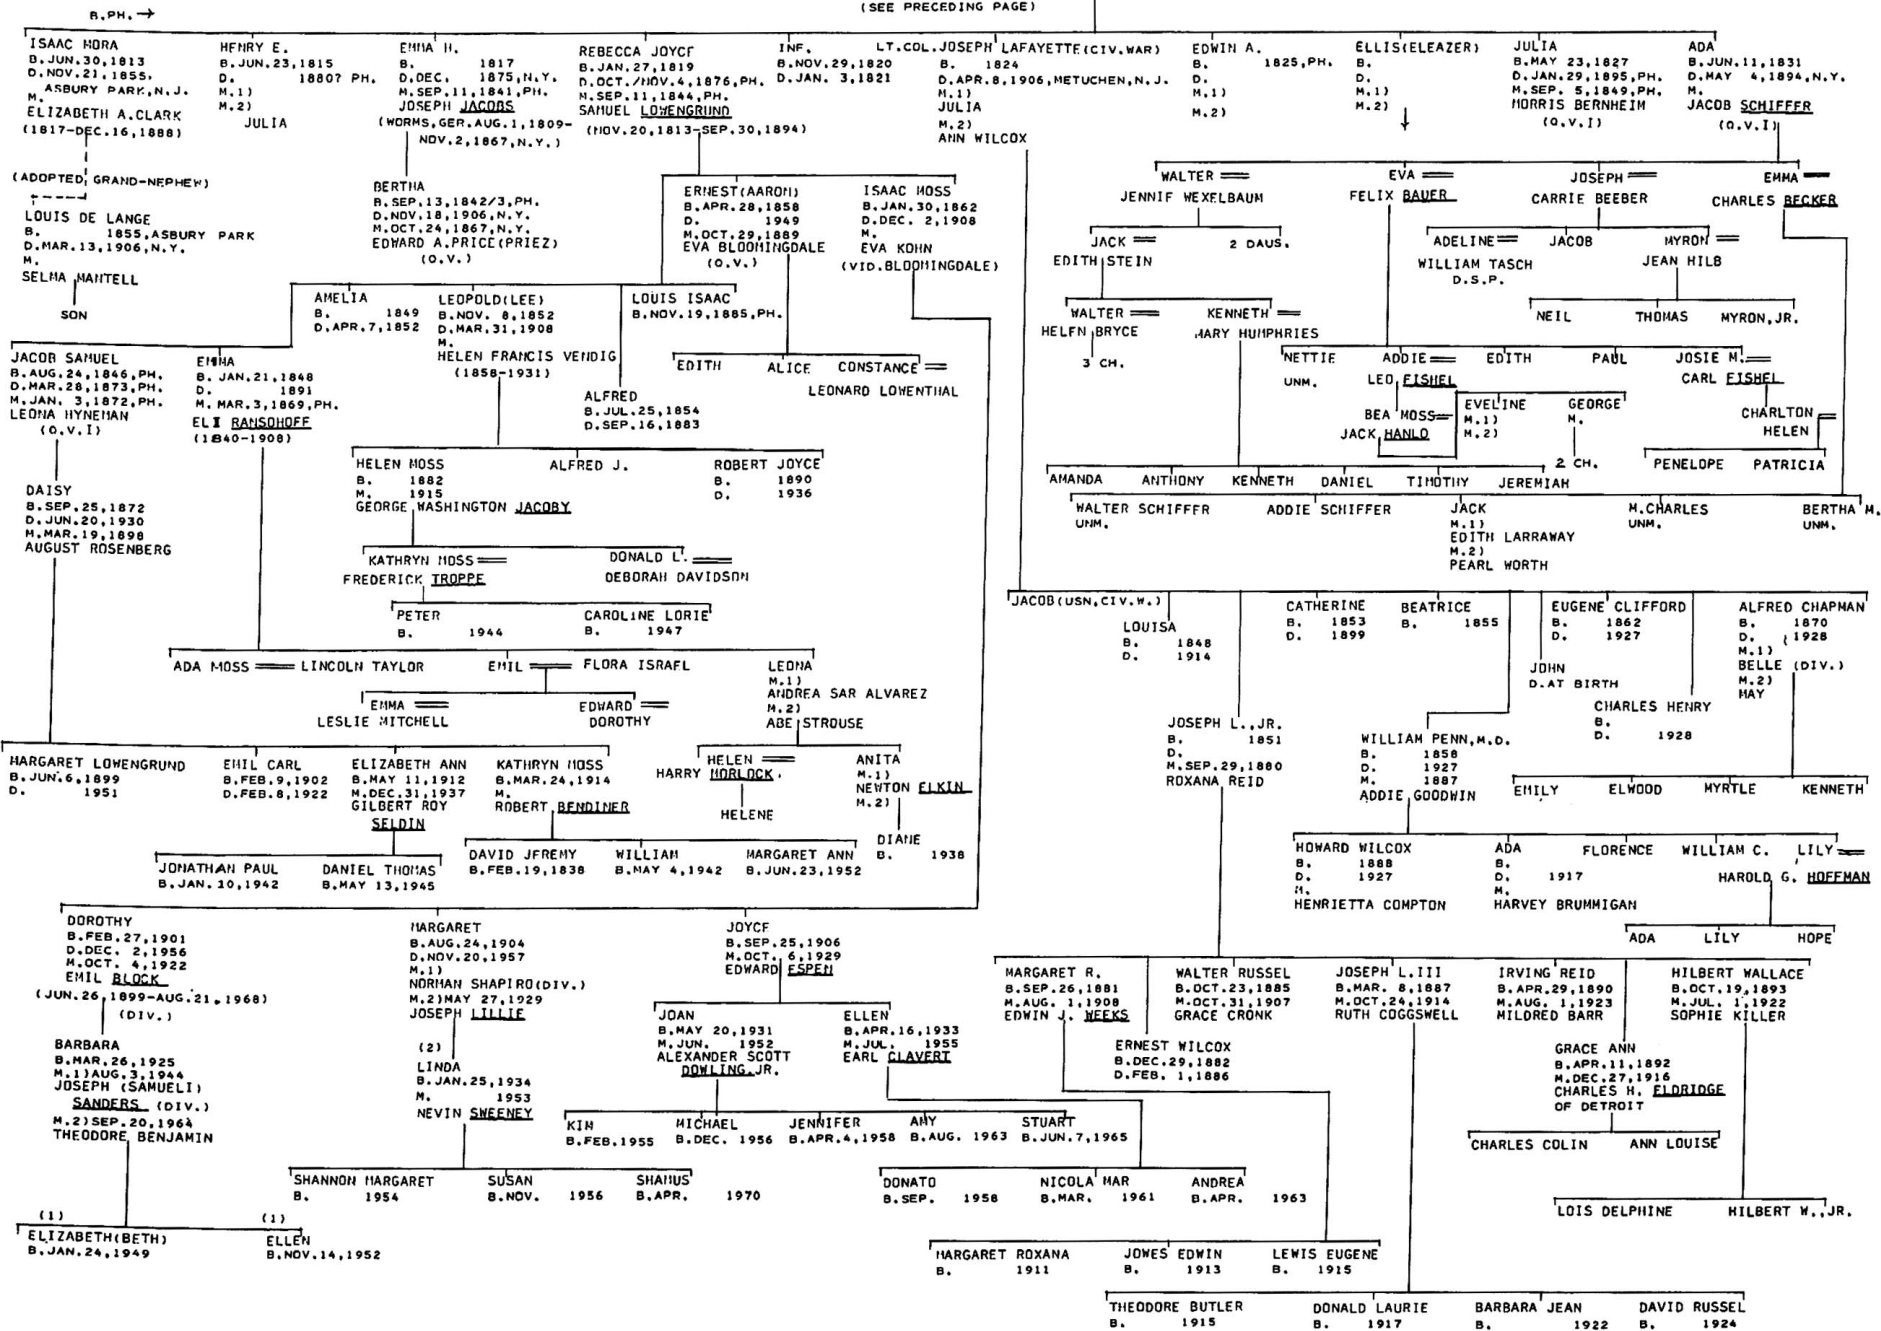 (SEE PRECEDING PAGE)
B.PH. →
ISAAC MORA
B.JUN.30,1813
D.NOV.21,1855,
ASBURY PARK,N.J.
M.
ELIZABETH A.CLARK
(1817-DEC.16,1888)
(ADOPTED GRAND-NEPHEW)
LOUIS DE LANGE
B. 1855,ASBURY PARK
D.MAR.13,1906,N.Y.
M.
SELMA MANTELL
SON
HENRY E.
B.JUN.23,1815
D. 1880? PH.
M.1)
M.2)
JULIA
EMMA H.
B. 1817
D.DEC. 1875,N.Y.
M.SEP.11,1841,PH.
JOSEPH JACOBS
(WORMS,GER.AUG.1,1809-
NOV.2,1867,N.Y.)
BERTHA
B.SEP.13,1842/3,PH.
D.NOV.18,1906,N.Y.
M.OCT.24,1867,N.Y.
EDWARD A.PRICE(PRIEZ)
(Q.V.)
REBECCA JOYCE
B.JAN.27,1819
D.OCT./NOV.4,1876,PH.
M.SEP.11,1844,PH.
SAMUEL LOWENGRUND
(NOV.20,1813-SEP.30,1894)
INF.
B.NOV.29,1820
D.JAN. 3,1821
LT.COL.JOSEPH LAFAYETTE(CIV.WAR)
B. 1824
D.APR.8,1906,METUCHEN,N.J.
M.1)
JULIA
M.2)
ANN WILCOX
EDWIN A.
B. 1825,PH.
D.
M.1)
M.2)
ELLIS(ELEAZER)
B.
D.
M.1)
M.2)
JULIA
B.MAY 23,1827
D.JAN.29,1895,PH.
M.SEP. 5,1849,PH.
MORRIS BERNHEIM
(Q.V.I)
ADA
B.JUN.11,1831
D.MAY 4,1894,N.Y.
M.
JACOB SCHIFFER
(Q.V.I)
ERNEST(AARON)
B.APR.28,1858
D. 1949
M.OCT.29,1889
EVA BLOOMINGDALE
(Q.V.)
ISAAC MOSS
B.JAN.30,1862
D.DEC. 2,1908
M.
EVA KOHN
(VID.BLOOMINGDALE)
WALTER
JENNIF WEXELBAUM
EVA
FELIX BAUER
JOSEPH
CARRIE BEEBER
EMMA
CHARLES BECKER
JACK
EDITH STEIN
2 DAUS.
ADELINE
WILLIAM TASCH
D.S.P.
JACOB
MYRON
JEAN HILB
AMELIA
B. 1849
D.APR.7,1852
LEOPOLD(LEE)
B.NOV. 8,1852
D.MAR.31,1908
M.
HELEN FRANCIS VENDIG
(1858-1931)
LOUIS ISAAC
B.NOV.19,1885,PH.
WALTER
HELEN BRYCE
3 CH.
KENNETH
MARY HUMPHRIES
NEIL THOMAS MYRON,JR.
JACOB SAMUEL
B.AUG.24,1846,PH.
D.MAR.28,1873,PH.
M.JAN. 3,1872,PH.
LEONA HYNEMAN
(Q.V.I)
EMMA
B. JAN.21,1848
D. 1891
M. MAR.3,1869,PH.
ELI RANSOHOFF
(1840-1908)
EDITH ALICE CONSTANCE
LEONARD LOWENTHAL
ALFRED
B.JUL.25,1854
D.SEP.16,1883
NETTIE
UNM.
ADDIE
LEO FISHEL
EDITH PAUL
JOSIE M.
CARL FISHEL
BEA MOSS
JACK HANLO
EVELINE
M.1)
M.2)
GEORGE
M.
2 CH.
CHARLTON
HELEN
PENELOPE PATRICIA
HELEN MOSS
B. 1882
M. 1915
GEORGE WASHINGTON JACOBY
ALFRED J.
ROBERT JOYCE
B. 1890
D. 1936
AMANDA ANTHONY KENNETH DANIEL TIMOTHY JEREMIAH
DAISY
B.SEP.25,1872
D.JUN.20,1930
M.MAR.19,1898
AUGUST ROSENBERG
WALTER SCHIFFER
UNM.
ADDIE SCHIFFER
JACK
M.1)
EDITH LARRAWAY
M.2)
PEARL WORTH
M.CHARLES
UNM.
BERTHA M.
UNM.
KATHRYN MOSS
FREDERICK TROPPE
DONALD L.
DEBORAH DAVIDSON
PETER
B. 1944
CAROLINE LORIE
B. 1947
JACOB(USN,CIV.W.)
LOUISA
B. 1848
D. 1914
CATHERINE
B. 1853
D. 1899
BEATRICE
B. 1855
EUGENE CLIFFORD
B. 1862
D. 1927
ALFRED CHAPMAN
B. 1870
D. 1928
M.1)
BELLE (DIV.)
M.2)
MAY
JOHN
D.AT BIRTH
CHARLES HENRY
B.
D. 1928
ADA MOSS LINCOLN TAYLOR
EMIL FLORA ISRAEL
LEONA
M.1)
ANDREA SAR ALVAREZ
M.2)
ABE STROUSE
EMMA
LESLIE MITCHELL
EDWARD
DOROTHY
JOSEPH L.,JR.
B. 1851
D.
M.SEP.29,1880
ROXANA REID
WILLIAM PENN,M.D.
B. 1858
D. 1927
M. 1887
ADDIE GOODWIN
EMILY ELWOOD MYRTLE KENNETH
MARGARET LOWENGRUND
B.JUN.6,1899
D. 1951
EMIL CARL
B.FEB.9,1902
D.FEB.8,1922
ELIZABETH ANN
B.MAY 11,1912
M.DEC.31,1937
GILBERT ROY
SELDIN
KATHRYN MOSS
B.MAR.24,1914
M.
ROBERT BENDINER
HELEN
HARRY MORLOCK.
HELENE
ANITA
M.1)
NEWTON ELKIN
M.2)
DIANE
B. 1938
JONATHAN PAUL
B.JAN.10,1942
DANIEL THOMAS
B.MAY 13,1945
DAVID JEREMY
B.FEB.19,1838
WILLIAM
B.MAY 4,1942
MARGARET ANN
B.JUN.23,1952
HOWARD WILCOX
B. 1888
D. 1927
M.
HENRIETTA COMPTON
ADA
B.
D. 1917
M.
HARVEY BRUMMIGAN
FLORENCE WILLIAM C. LILY
HAROLD G. HOFFMAN
ADA LILY HOPE
DOROTHY
B.FEB.27,1901
D.DEC. 2,1956
M.OCT. 4,1922
EMIL BLOCK
(JUN.26,1899-AUG.21,1968)
(DIV.)
MARGARET
B.AUG.24,1904
D.NOV.20,1957
M.1)
NORMAN SHAPIRO(DIV.)
M.2)MAY 27,1929
JOSEPH LILLIE
JOYCE
B.SEP.25,1906
M.OCT. 6,1929
EDWARD ESPEN
BARBARA
B.MAR.26,1925
M.1)AUG.3,1944
JOSEPH (SAMUELI)
SANDERS (DIV.)
M.2)SEP.20,1964
THEODORE BENJAMIN
(2)
LINDA
B.JAN.25,1934
M. 1953
NEVIN SWEENEY
JOAN
B.MAY 20,1931
M.JUN. 1952
ALEXANDER SCOTT
DOWLING,JR.
ELLEN
B.APR.16,1933
M.JUL. 1955
EARL CLAVERT
MARGARET R.
B.SEP.26,1881
M.AUG. 1,1908
EDWIN J. WEEKS
WALTER RUSSEL
B.OCT.23,1885
M.OCT.31,1907
GRACE CRONK
JOSEPH L.III
B.MAR. 8,1887
M.OCT.24,1914
RUTH COGGSWELL
IRVING REID
B.APR.29,1890
M.AUG. 1,1923
MILDRED BARR
HILBERT WALLACE
B.OCT.19,1893
M.JUL. 1,1922
SOPHIE KILLER
ERNEST WILCOX
B.DEC.29,1882
D.FEB. 1,1886
GRACE ANN
B.APR.11,1892
M.DEC.27,1916
CHARLES H. ELDRIDGE
OF DETROIT
CHARLES COLIN ANN LOUISE
KIM
B.FEB.1955
MICHAEL
B.DEC. 1956
JENNIFER
B.APR.4,1958
AMY
B.AUG. 1963
STUART
B.JUN.7,1965
SHANNON MARGARET
B. 1954
SUSAN
B.NOV. 1956
SHAMUS
B.APR. 1970
DONATO
B.SEP. 1958
NICOLA MAR
B.MAR. 1961
ANDREA
B.APR. 1963
LOIS DELPHINE HILBERT W.,JR.
(1)
ELIZABETH(BETH)
B.JAN.24,1949
(1)
ELLEN
B.NOV.14,1952
MARGARET ROXANA
B. 1911
JOWES EDWIN
B. 1913
LEWIS EUGENE
B. 1915
THEODORE BUTLER
B. 1915
DONALD LAURIE
B. 1917
BARBARA JEAN
B. 1922
DAVID RUSSEL
B. 1924